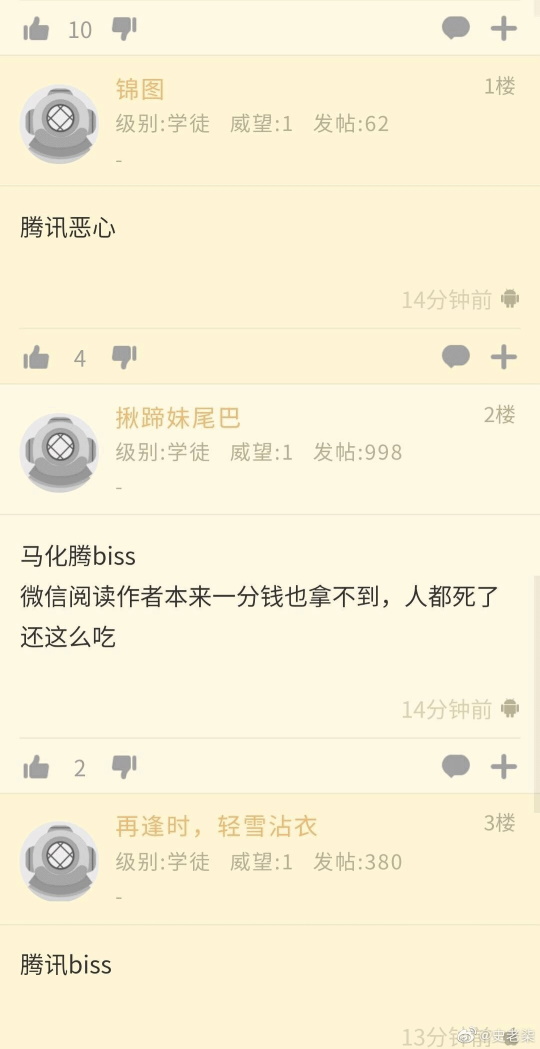 10
锦图
1楼
级别:学徒 威望:1 发帖:62
-
腾讯恶心
14分钟前
4
揪蹄妹尾巴
2楼
级别:学徒 威望:1 发帖:998
-
马化腾biss
微信阅读作者本来一分钱也拿不到，人都死了
还这么吃
14分钟前
2
再逢时，轻雪沾衣
3楼
级别:学徒 威望:1 发帖:380
-
腾讯biss
13分钟前